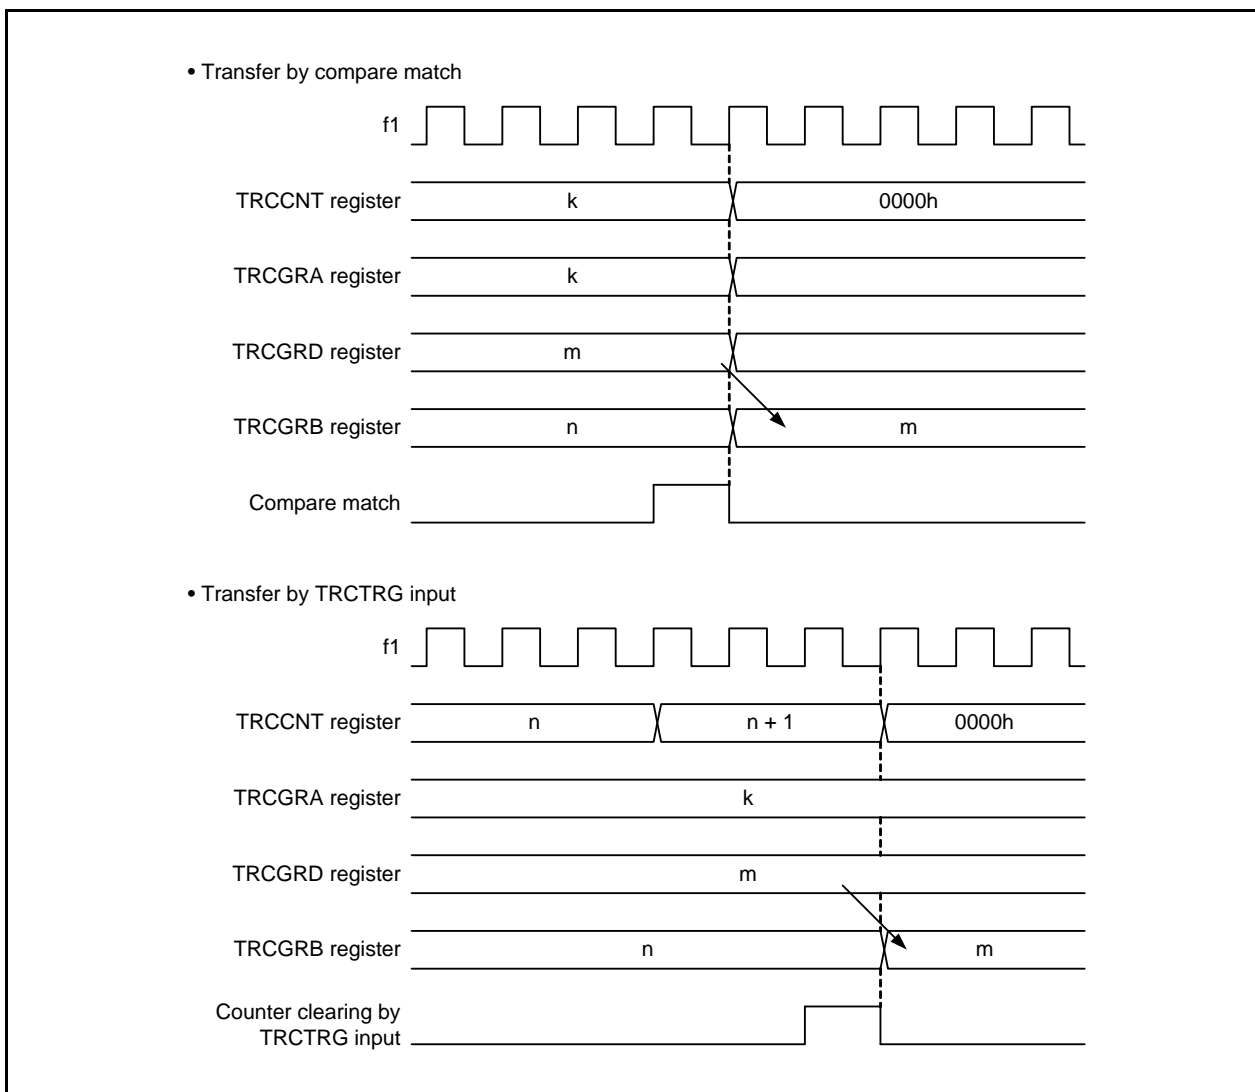 • Transfer by compare match
f1
TRCCNT register
k
0000h
TRCGRA register
k
TRCGRD register
m
TRCGRB register
n
m
Compare match
• Transfer by TRCTRG input
f1
TRCCNT register
n
n + 1
0000h
TRCGRA register
k
TRCGRD register
m
TRCGRB register
n
m
Counter clearing by
TRCTRG input